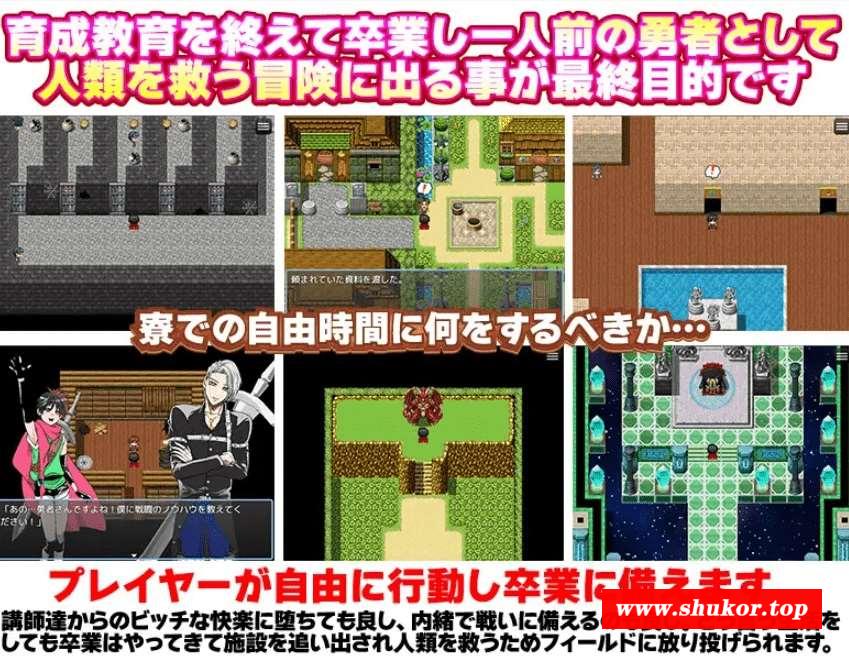 育成教育を終えて卒業し一人前の勇者として
人類を救う冒険に出る事が最終目的です
頼まれていた資料を渡した。
寮での自由時間に何をするべきか…
「あの…勇者さんですよね！僕に戦闘のノウハウを教えてく
ださい！」
プレイヤーが自由に行動し卒業に備えます
講師達からのビッチな快楽に堕ちても良し、内緒で戦いに備える
www.shukor.top
を
しても卒業はやってきて施設を追い出され人類を救うためフィールドに放り投げられます。